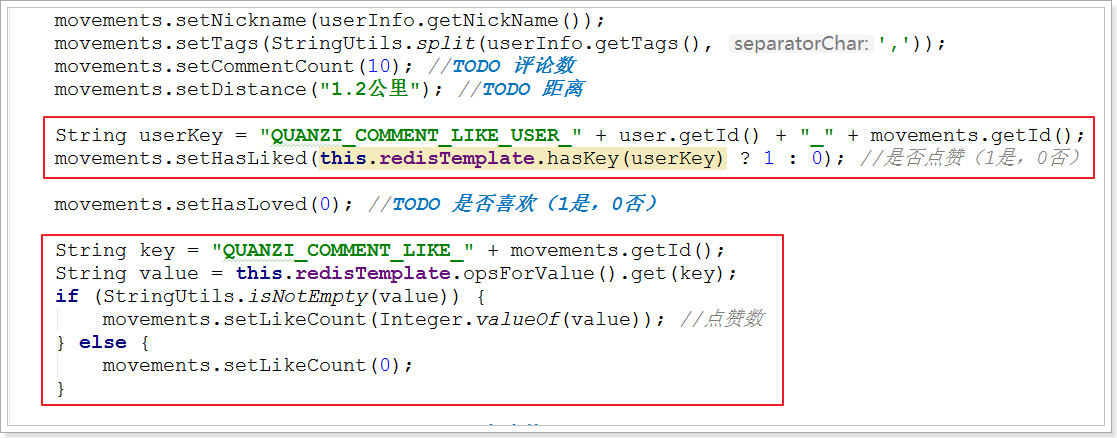 movements.setNickname(userInfo.getNickName());
movements.setTags(StringUtils.split(userInfo.getTags(), separatorChar: ','));
movements.setCommentCount(10); //TODO 评论数
movements.setDistance("1.2公里"); //TODO 距离
String userKey = "QUANZI_COMMENT_LIKE_USER_" + user.getId() + "_" + movements.getId();
movements.setHasLiked(this.redisTemplate.hasKey(userKey) ? 1 : 0); //是否点赞（1是，0否）
movements.setHasLoved(0); //TODO 是否喜欢（1是，0否）
String key = "QUANZI_COMMENT_LIKE_" + movements.getId();
String value = this.redisTemplate.opsForValue().get(key);
if (StringUtils.isNotEmpty(value)) {
movements.setLikeCount(Integer.valueOf(value)); //点赞数
} else {
movements.setLikeCount(0);
}